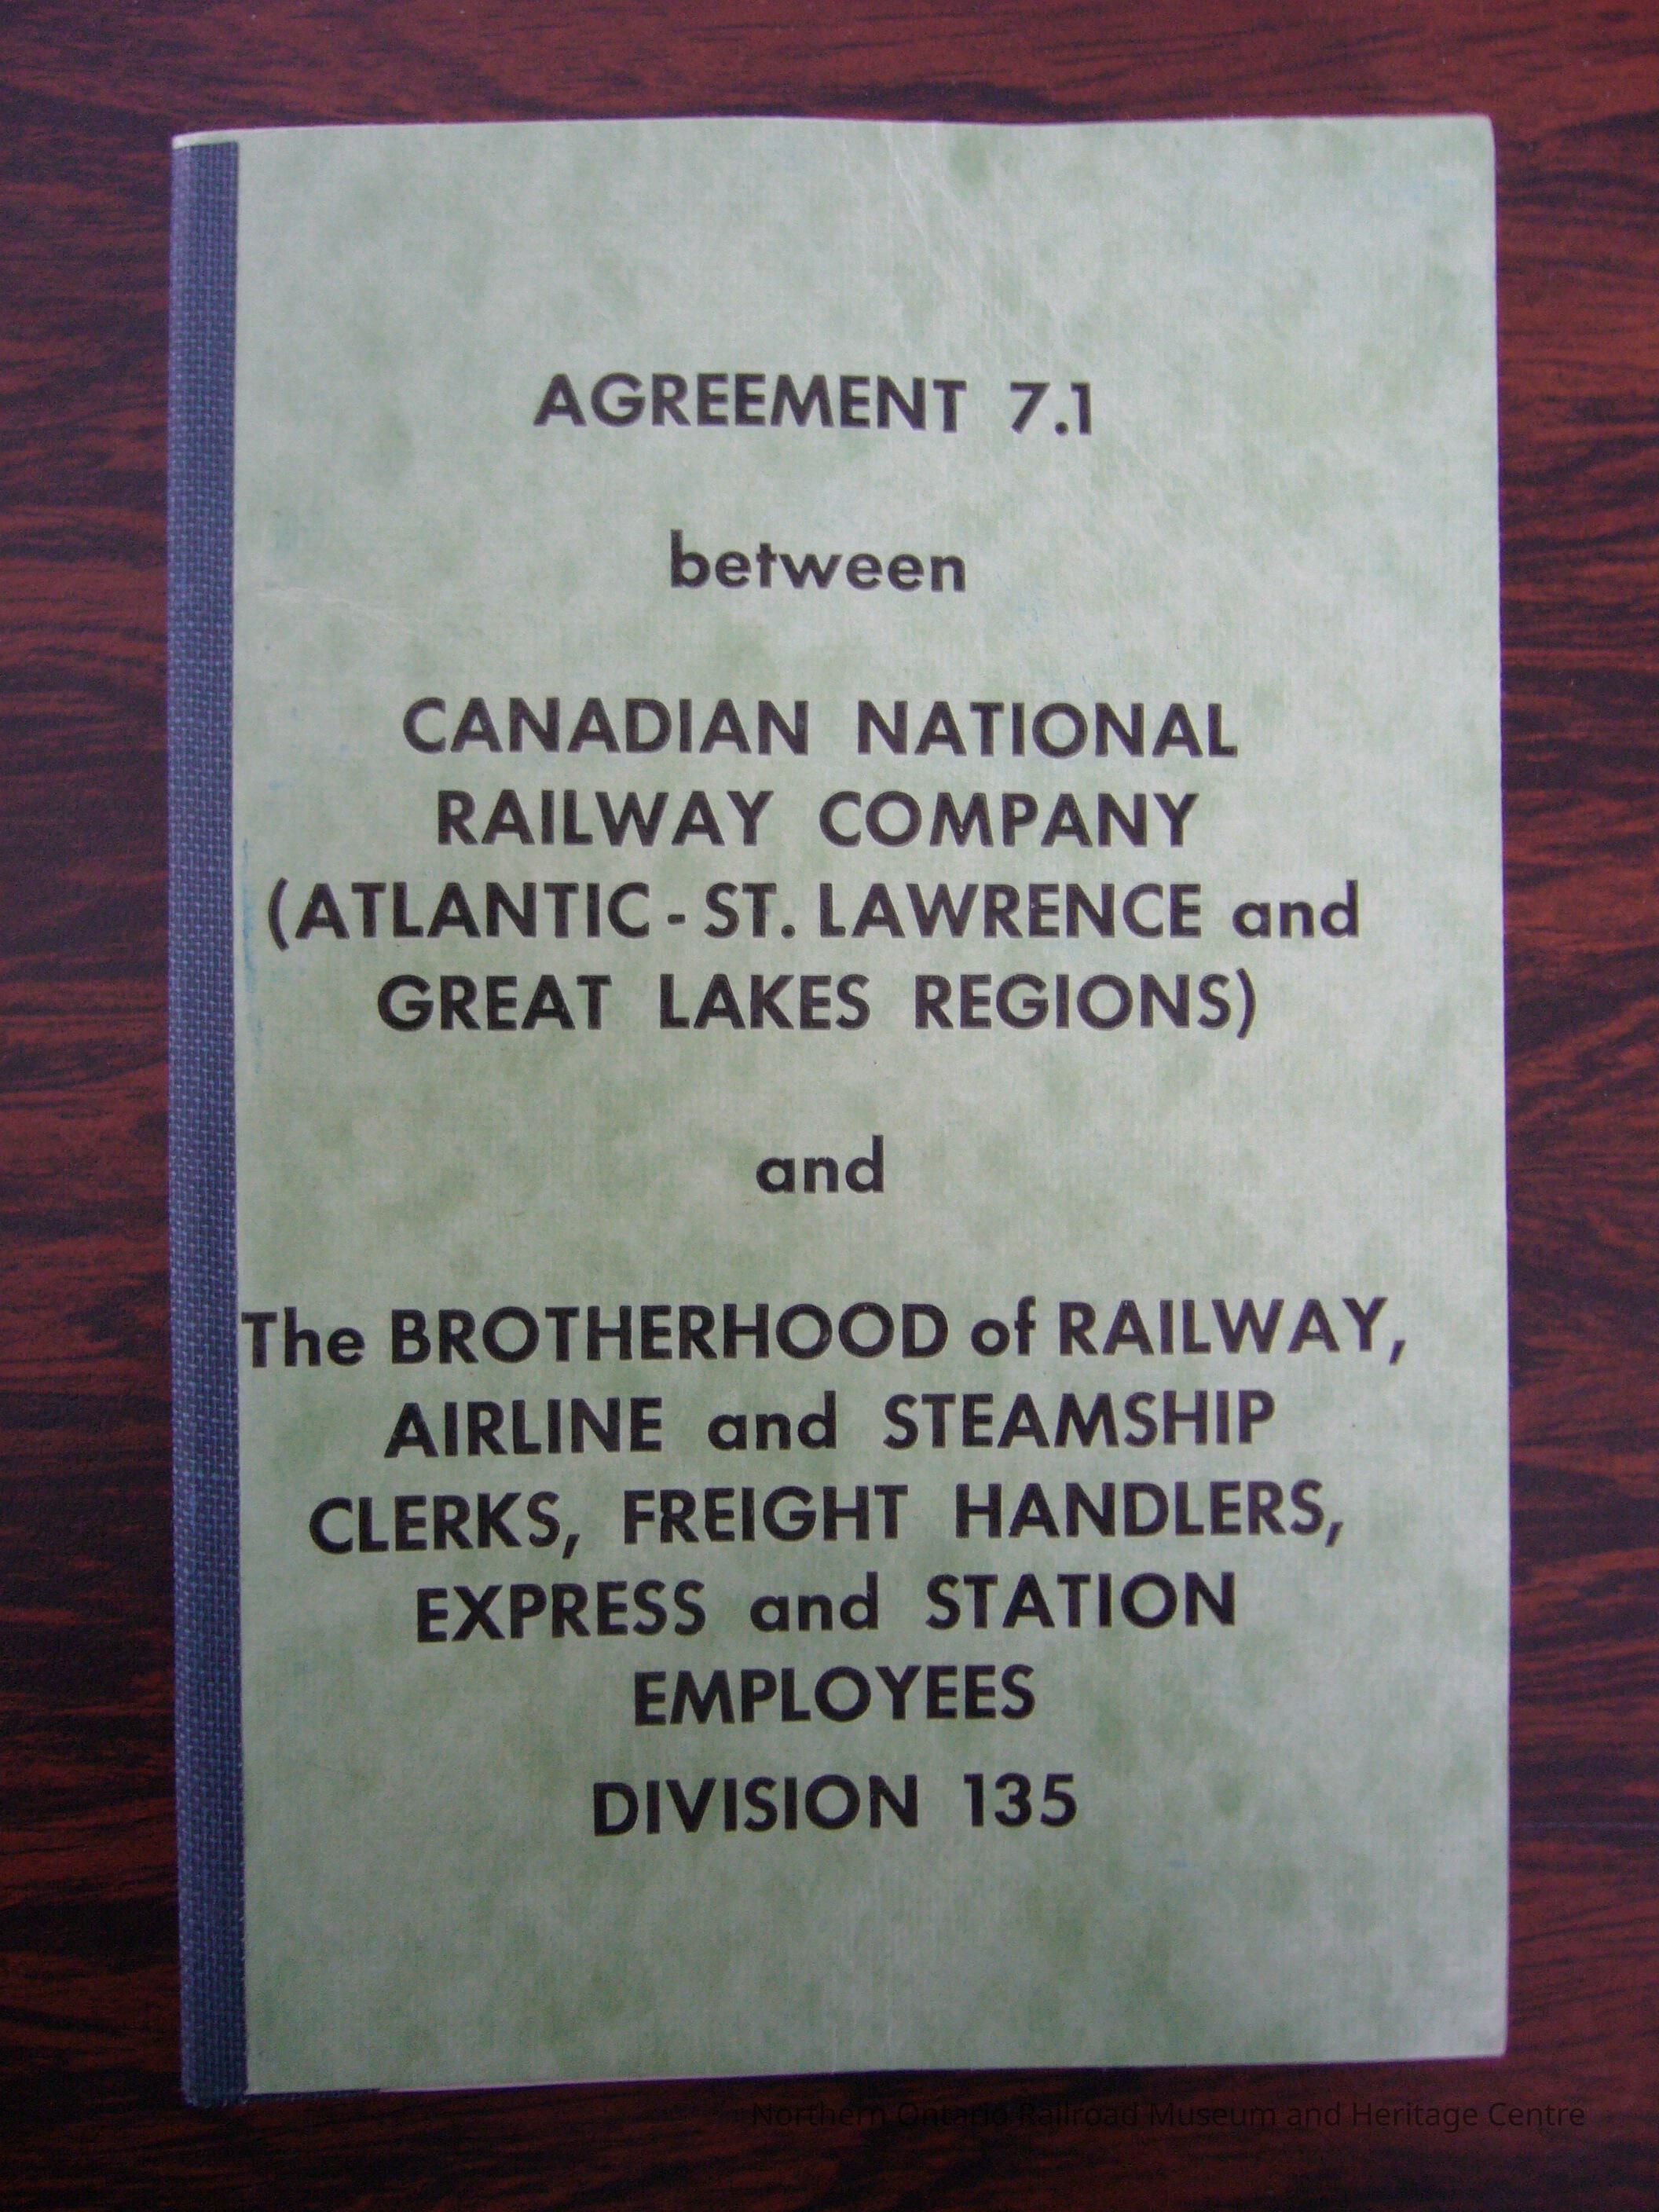 AGREEMENT 7.1
between
CANADIAN NATIONAL
RAILWAY COMPANY
(ATLANTIC - ST. LAWRENCE and
GREAT LAKES REGIONS)
and
The BROTHERHOOD of RAILWAY,
AIRLINE and STEAMSHIP
CLERKS, FREIGHT HANDLERS,
EXPRESS and STATION
EMPLOYEES
DIVISION 135
Northern Ontario Railroad Museum and Heritage Centre